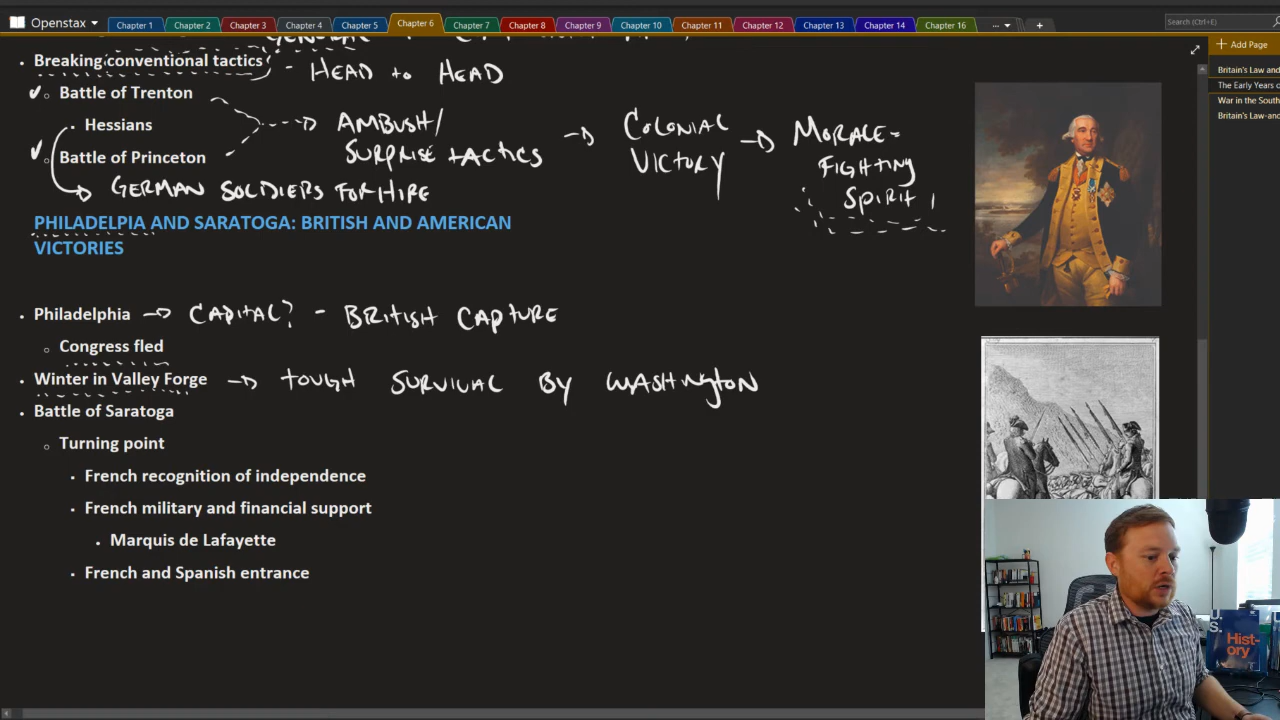 Openstax
Chapter 1
Chapter 2
Chapter 3
Chapter 4
Chapter 5
Chapter 6
Chapter 7
Chapter 8
Chapter 9
Chapter 10
Chapter 11
Chapter 12
Chapter 13
Chapter 14
Chapter 16
...
+
Search (Ctrl+E)
+ Add Page
Britain's Law and
The Early Years o
War in the South
Britain's Law-and
Breaking conventional tactics - HEAD to HEAD
Battle of Trenton
Hessians
Battle of Princeton
AMBUSH/
SURPRISE TACTICS
COLONIAL
VICTORY
MORALE-
FIGHTING
SPIRIT!
GERMAN SOLDIERS FOR HIRE
PHILADELPIA AND SARATOGA: BRITISH AND AMERICAN
VICTORIES
Philadelphia → CAPITAL? - BRITISH CAPTURE
Congress fled
Winter in Valley Forge → TOUGH SURVIVAL BY WASHINGTON
Battle of Saratoga
Turning point
French recognition of independence
French military and financial support
Marquis de Lafayette
French and Spanish entrance
U.
S.
Hist-
ory